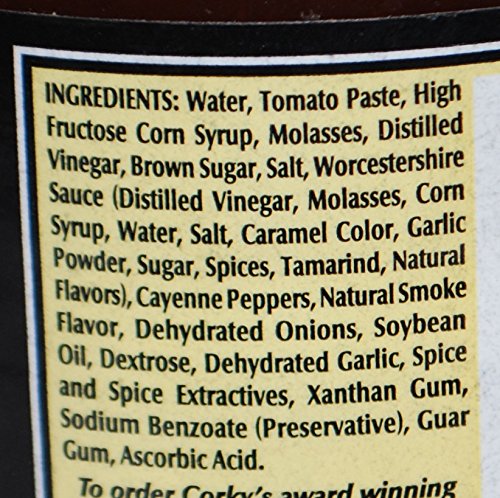 INGREDIENTS: Water, Tomato Paste, High
Fructose Corn Syrup, Molasses, Distilled
Vinegar, Brown Sugar, Salt, Worcestershire
Sauce (Distilled Vinegar, Molasses, Corn
Syrup, Water, Salt, Caramel Color, Garlic
Powder, Sugar, Spices, Tamarind, Natural
Flavors), Cayenne Peppers, Natural Smoke
Flavor, Dehydrated Onions, Soybean
Oil, Dextrose, Dehydrated Garlic, Spice
and Spice Extractives, Xanthan Gum,
Sodium Benzoate (Preservative), Guar
Gum, Ascorbic Acid.
To order Corky's award winning